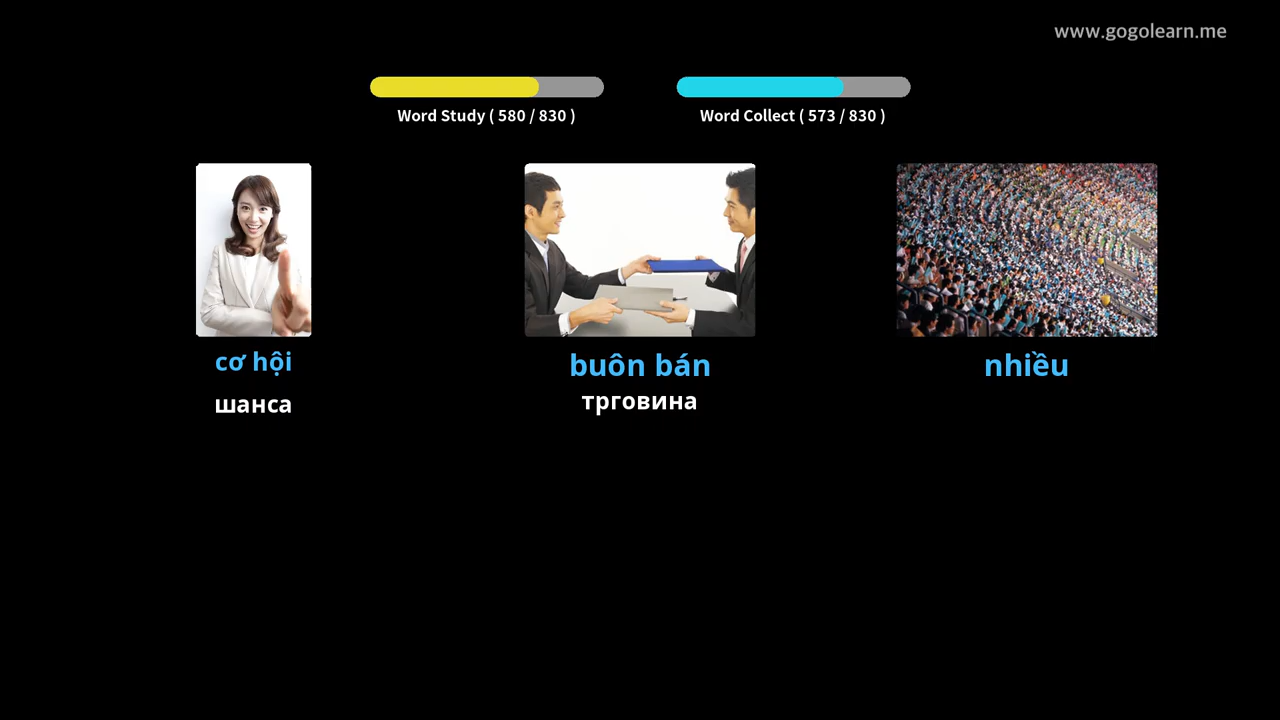 www.gogolearn.me
Word Study ( 580 / 830 )
Word Collect ( 573 / 830 )
cơ hội
шанса
buôn bán
трговина
nhiều